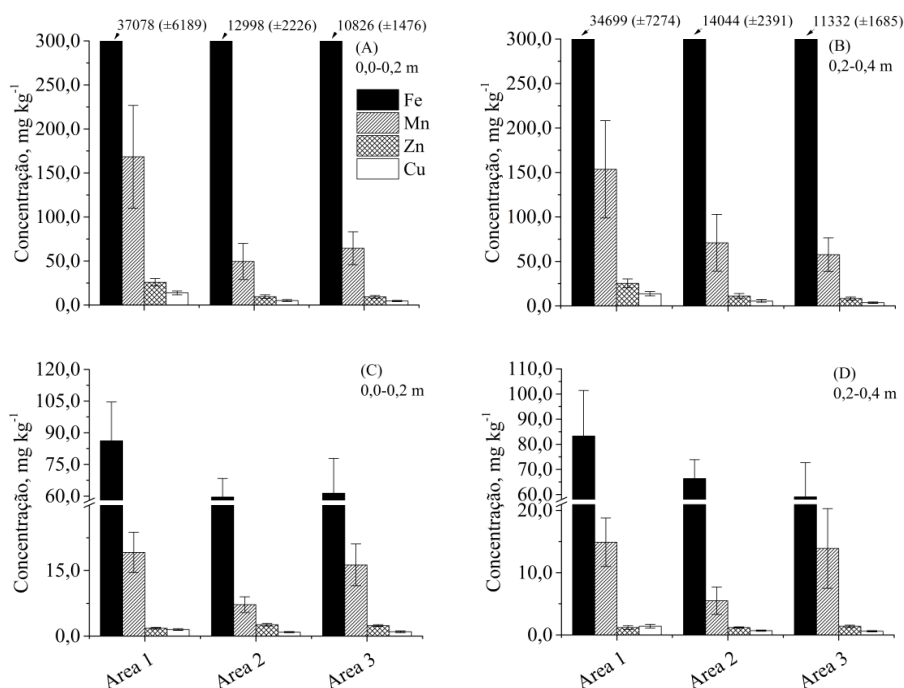 37078 (±6189) 12998 (±2226) 10826 (±1476)
300,0
250,0
200,0
150,0
100,0
50,0
0,0
Concentração, mg kg⁻¹
(A)
0,0-0,2 m
Fe
Mn
Zn
Cu
34699 (±7274) 14044 (±2391) 11332 (±1685)
300,0
250,0
200,0
150,0
100,0
50,0
0,0
Concentração, mg kg⁻¹
(B)
0,2-0,4 m
120,0
105,0
90,0
75,0
60,0
15,0
0,0
Concentração, mg kg⁻¹
(C)
0,0-0,2 m
Area 1 Area 2 Area 3
110,0
100,0
90,0
80,0
70,0
60,0
20,0
10,0
0,0
Concentração, mg kg⁻¹
(D)
0,2-0,4 m
Area 1 Area 2 Area 3